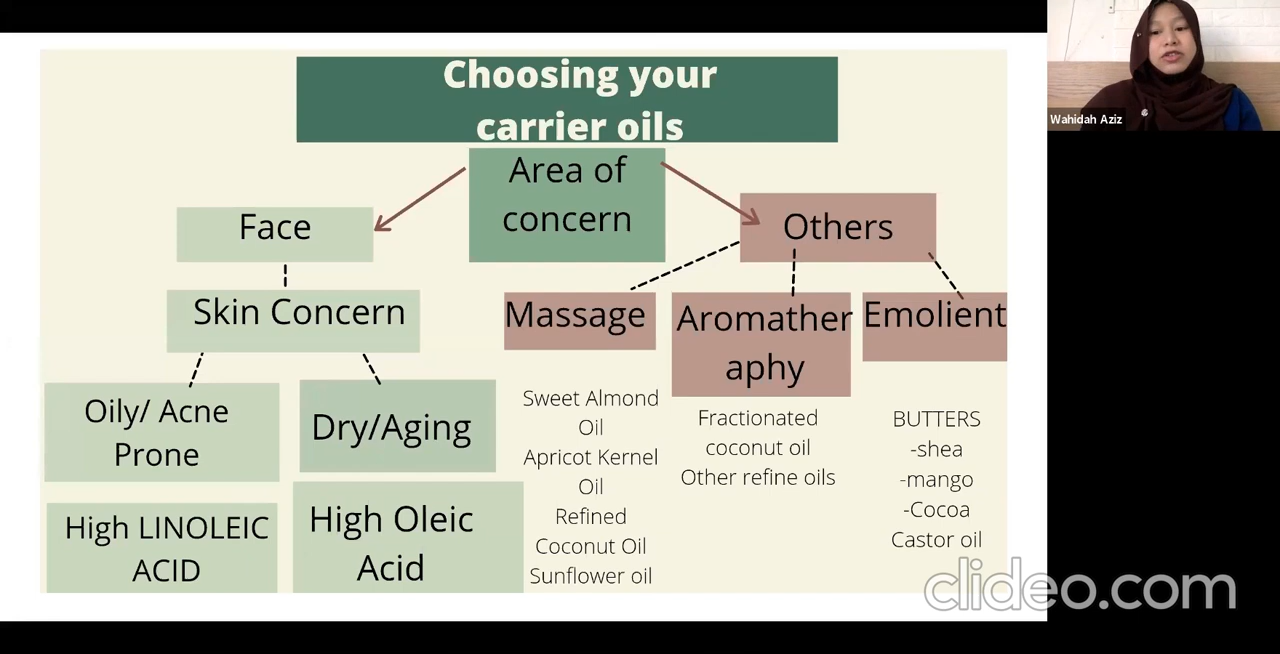 Choosing your
carrier oils
Area of
concern
Face
Others
Skin Concern
Massage
Aromather
aphy
Emolient
Oily/ Acne
Prone
Dry/Aging
High LINOLEIC
ACID
High Oleic
Acid
Sweet Almond
Oil
Apricot Kernel
Oil
Refined
Coconut Oil
Sunflower oil
Fractionated
coconut oil
Other refine oils
BUTTERS
-shea
-mango
-Cocoa
Castor oil
Wahidah Aziz
clideo.com